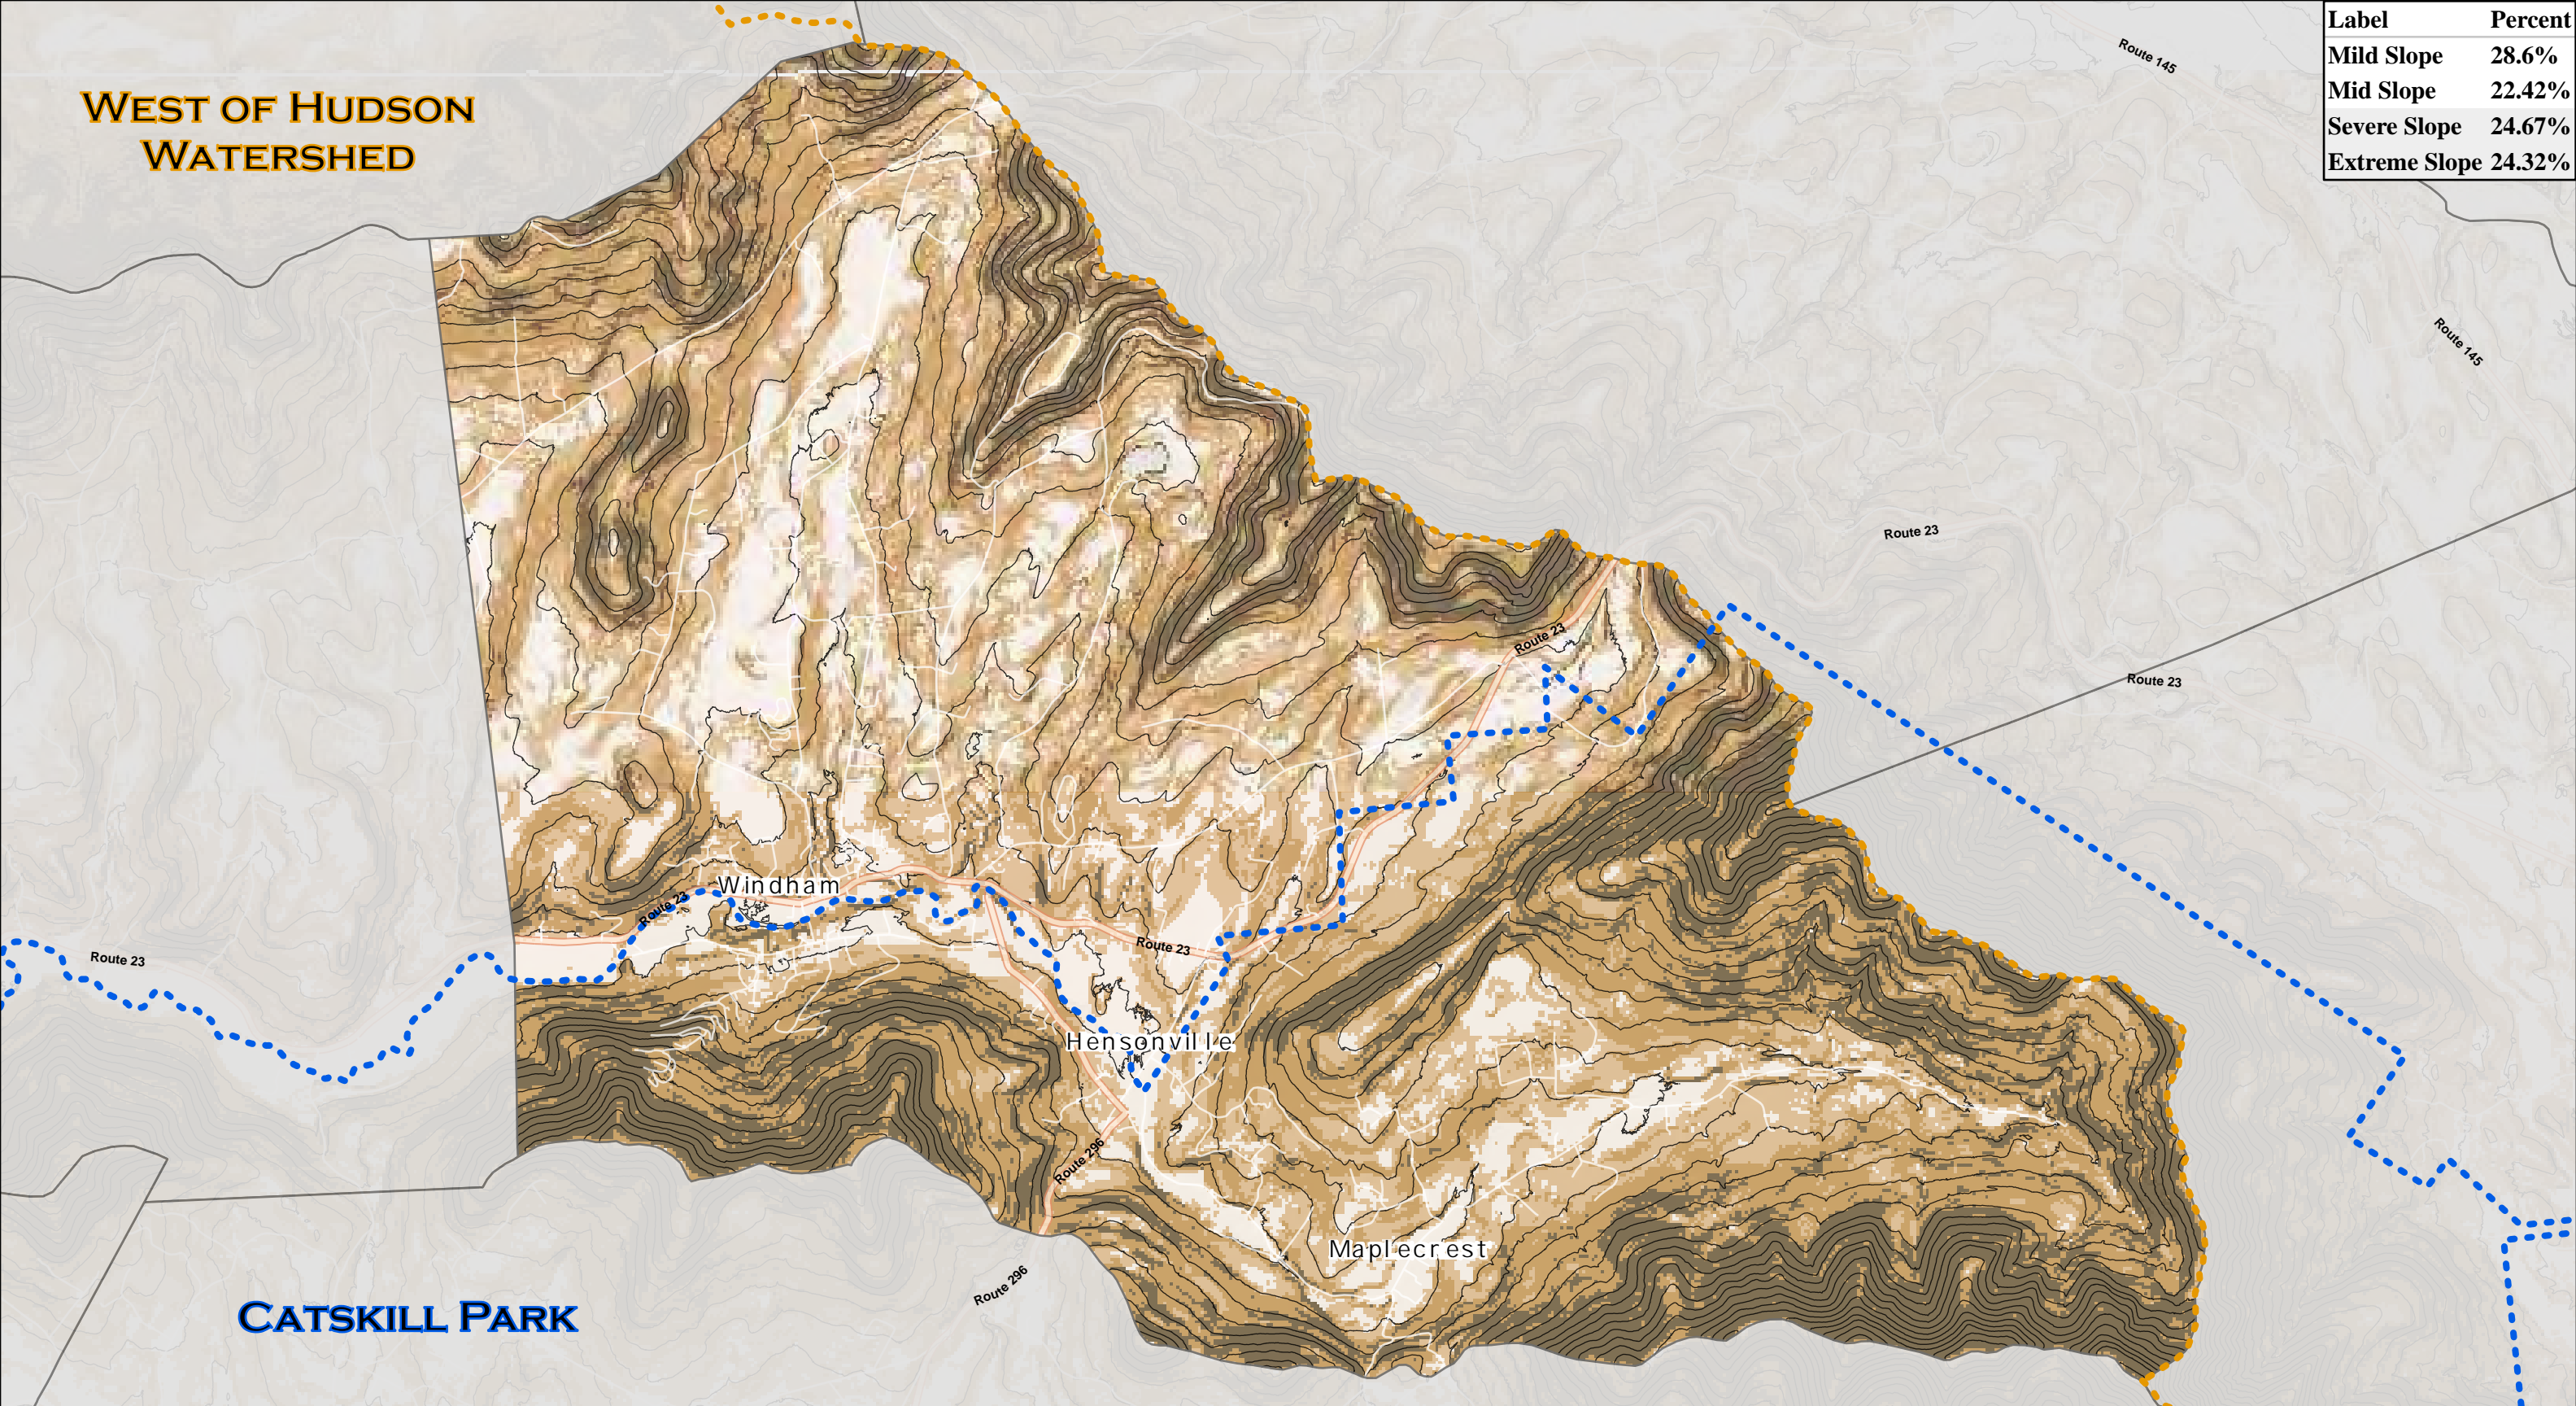 Label Percent
Mild Slope 28.6%
Mid Slope 22.42%
Severe Slope 24.67%
Extreme Slope 24.32%
Route 145
WEST OF HUDSON
WATERSHED
Route 145
Route 23
Route 23
Route 23
Windham
Route 23
Route 23
Route 23
Hensonville
Route 296
Maplecrest
Route 296
CATSKILL PARK